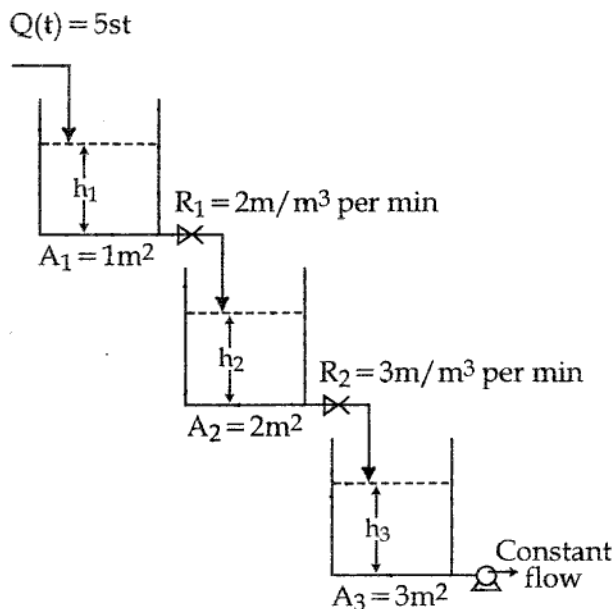 Q(t) = 5st
h₁
R₁ = 2m/m³ per min
A₁ = 1m²
h₂
R₂ = 3m/m³ per min
A₂ = 2m²
h₃
Constant
flow
A₃ = 3m²